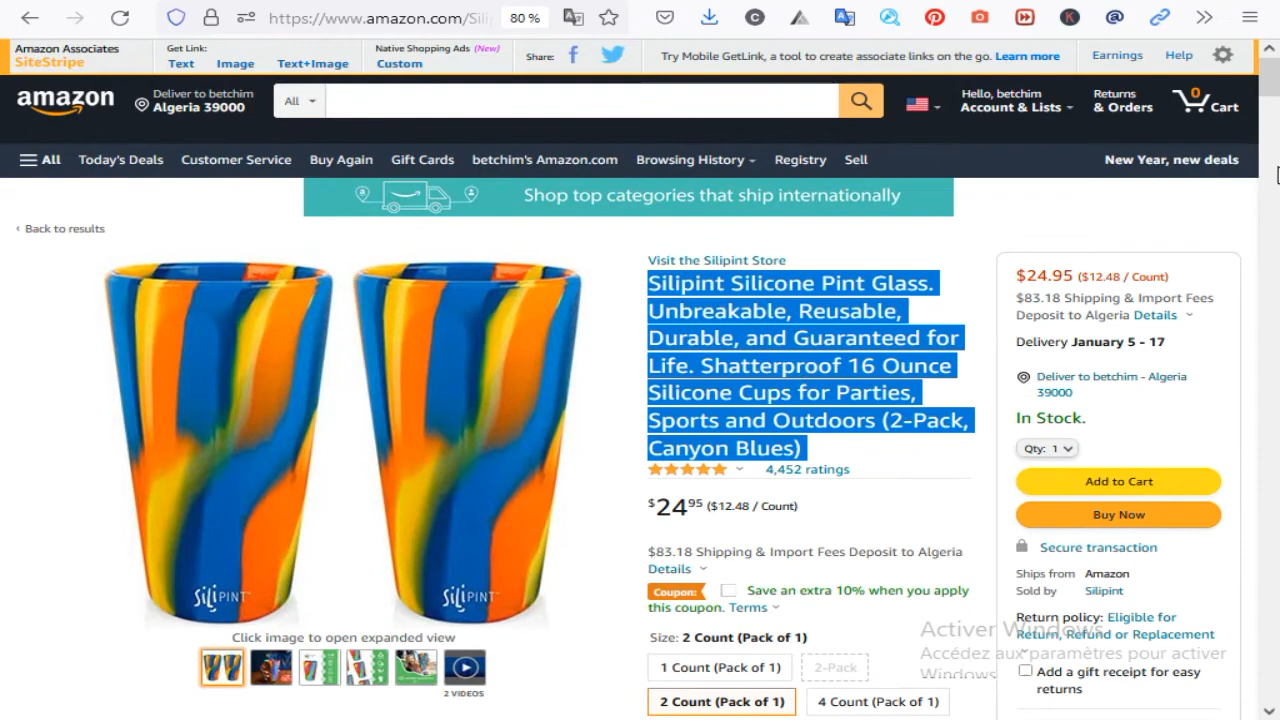 https://www.amazon.com/Sili
80 %
Amazon Associates
SiteStripe
Get Link:
Text
Image
Text+Image
Native Shopping Ads (New)
Custom
Share:
Try Mobile GetLink, a tool to create associate links on the go. Learn more
Earnings
Help
amazon
Deliver to betchim
Algeria 39000
All
Hello, betchim
Account & Lists
Returns
& Orders
0
Cart
All
Today's Deals
Customer Service
Buy Again
Gift Cards
betchim's Amazon.com
Browsing History
Registry
Sell
New Year, new deals
Shop top categories that ship internationally
‹ Back to results
SiliPINT™
SiliPINT™
Click image to open expanded view
2 VIDEOS
Visit the Silipint Store
Silipint Silicone Pint Glass.
Unbreakable, Reusable,
Durable, and Guaranteed for
Life. Shatterproof 16 Ounce
Silicone Cups for Parties,
Sports and Outdoors (2-Pack,
Canyon Blues)
4,452 ratings
$2495 ($12.48 / Count)
$83.18 Shipping & Import Fees Deposit to Algeria
Details
Coupon:
Save an extra 10% when you apply
this coupon. Terms
Size: 2 Count (Pack of 1)
1 Count (Pack of 1)
2-Pack
2 Count (Pack of 1)
4 Count (Pack of 1)
$24.95 ($12.48 / Count)
$83.18 Shipping & Import Fees
Deposit to Algeria Details
Delivery January 5 - 17
Deliver to betchim - Algeria
39000
In Stock.
Qty: 1
Add to Cart
Buy Now
Secure transaction
Ships from Amazon
Sold by Silipint
Return policy: Eligible for
Return, Refund or Replacement
Add a gift receipt for easy
returns
Activer Windows
Accédez aux paramètres pour activer
Windows